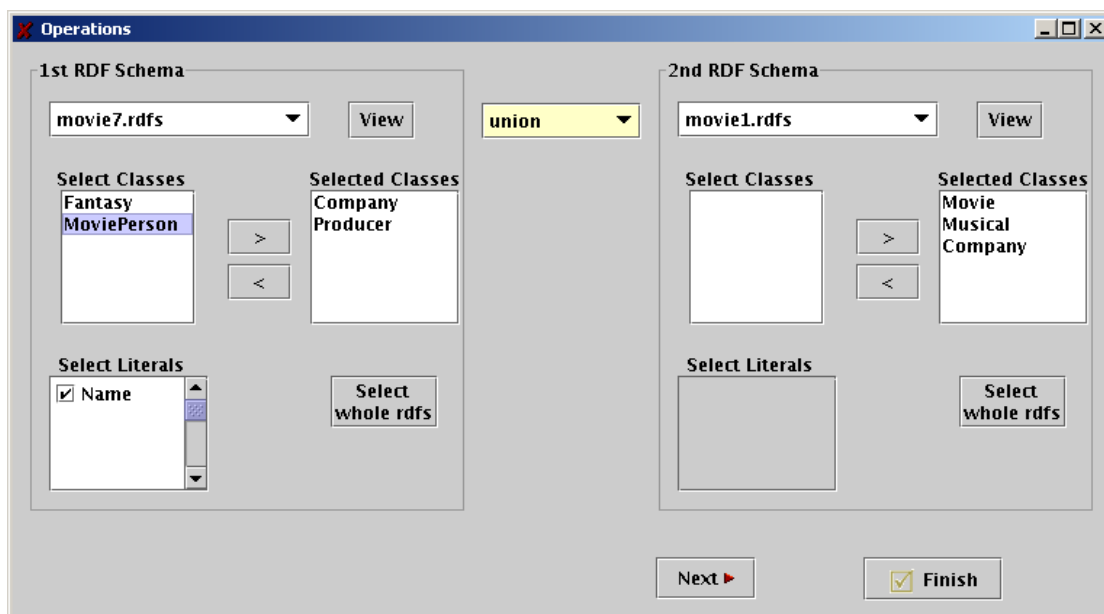 Operations
1st RDF Schema
movie7.rdfs
View
Select Classes
Fantasy
MoviePerson
>
<
Selected Classes
Company
Producer
Select Literals
Name
Select
whole rdfs
union
2nd RDF Schema
movie1.rdfs
View
Select Classes
>
<
Selected Classes
Movie
Musical
Company
Select Literals
Select
whole rdfs
Next
Finish